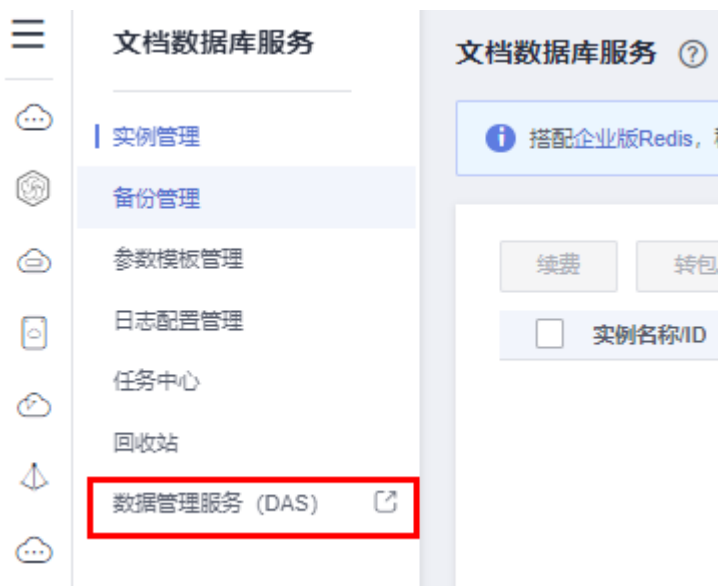 文档数据库服务
实例管理
备份管理
参数模板管理
日志配置管理
任务中心
回收站
数据管理服务 (DAS)
文档数据库服务
搭配企业版Redis,
续费
转包
实例名称/ID